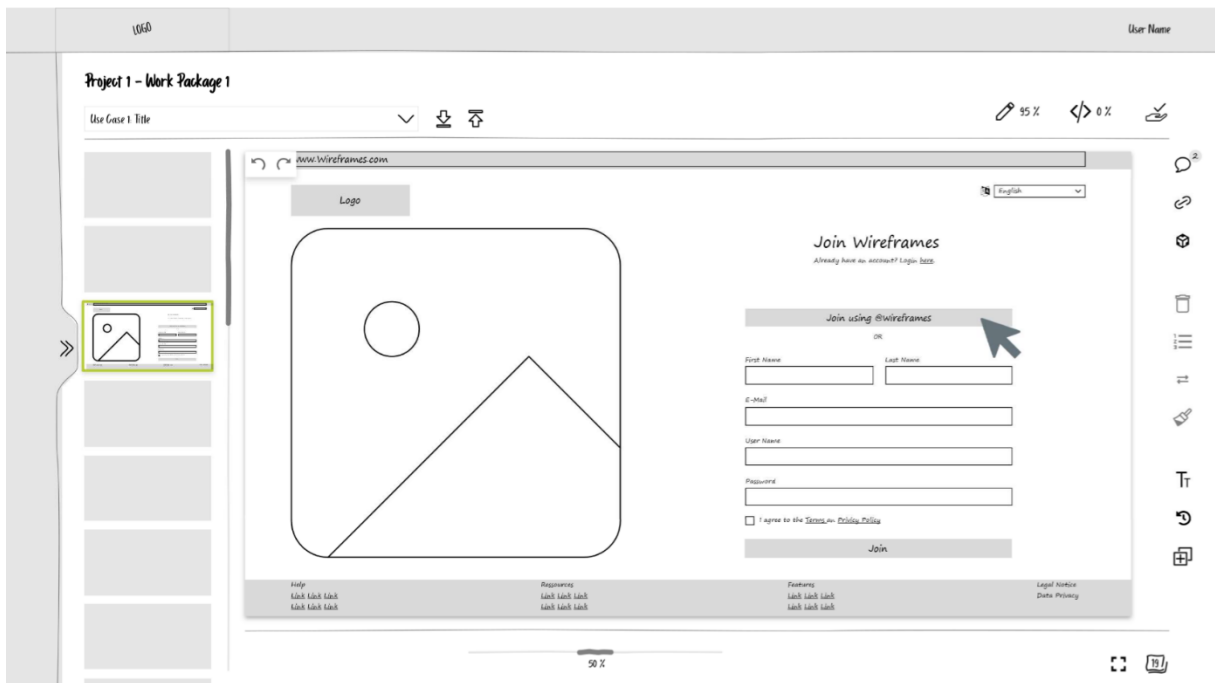 LOGO
User Name
Project 1 - Work Package 1
Use Case 1: Title
95 %
0 %
www.Wireframes.com
2
Logo
English
Join Wireframes
Already have an account? Login here.
Join using @wireframes
OR
First Name
Last Name
E-Mail
User Name
Password
I agree to the Terms an
Join
Help
Ressources
Features
Legal Notice
Link Link Link
Link Link Link
Link Link Link
Data Privacy
Link Link Link
Link Link Link
Link Link Link
50 %
19